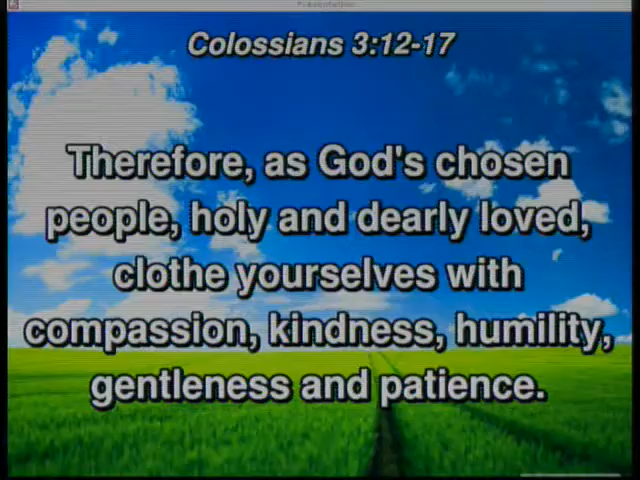 Colossians 3:12-17
Therefore, as God's chosen
people, holy and dearly loved,
clothe yourselves with
compassion, kindness, humility,
gentleness and patience.